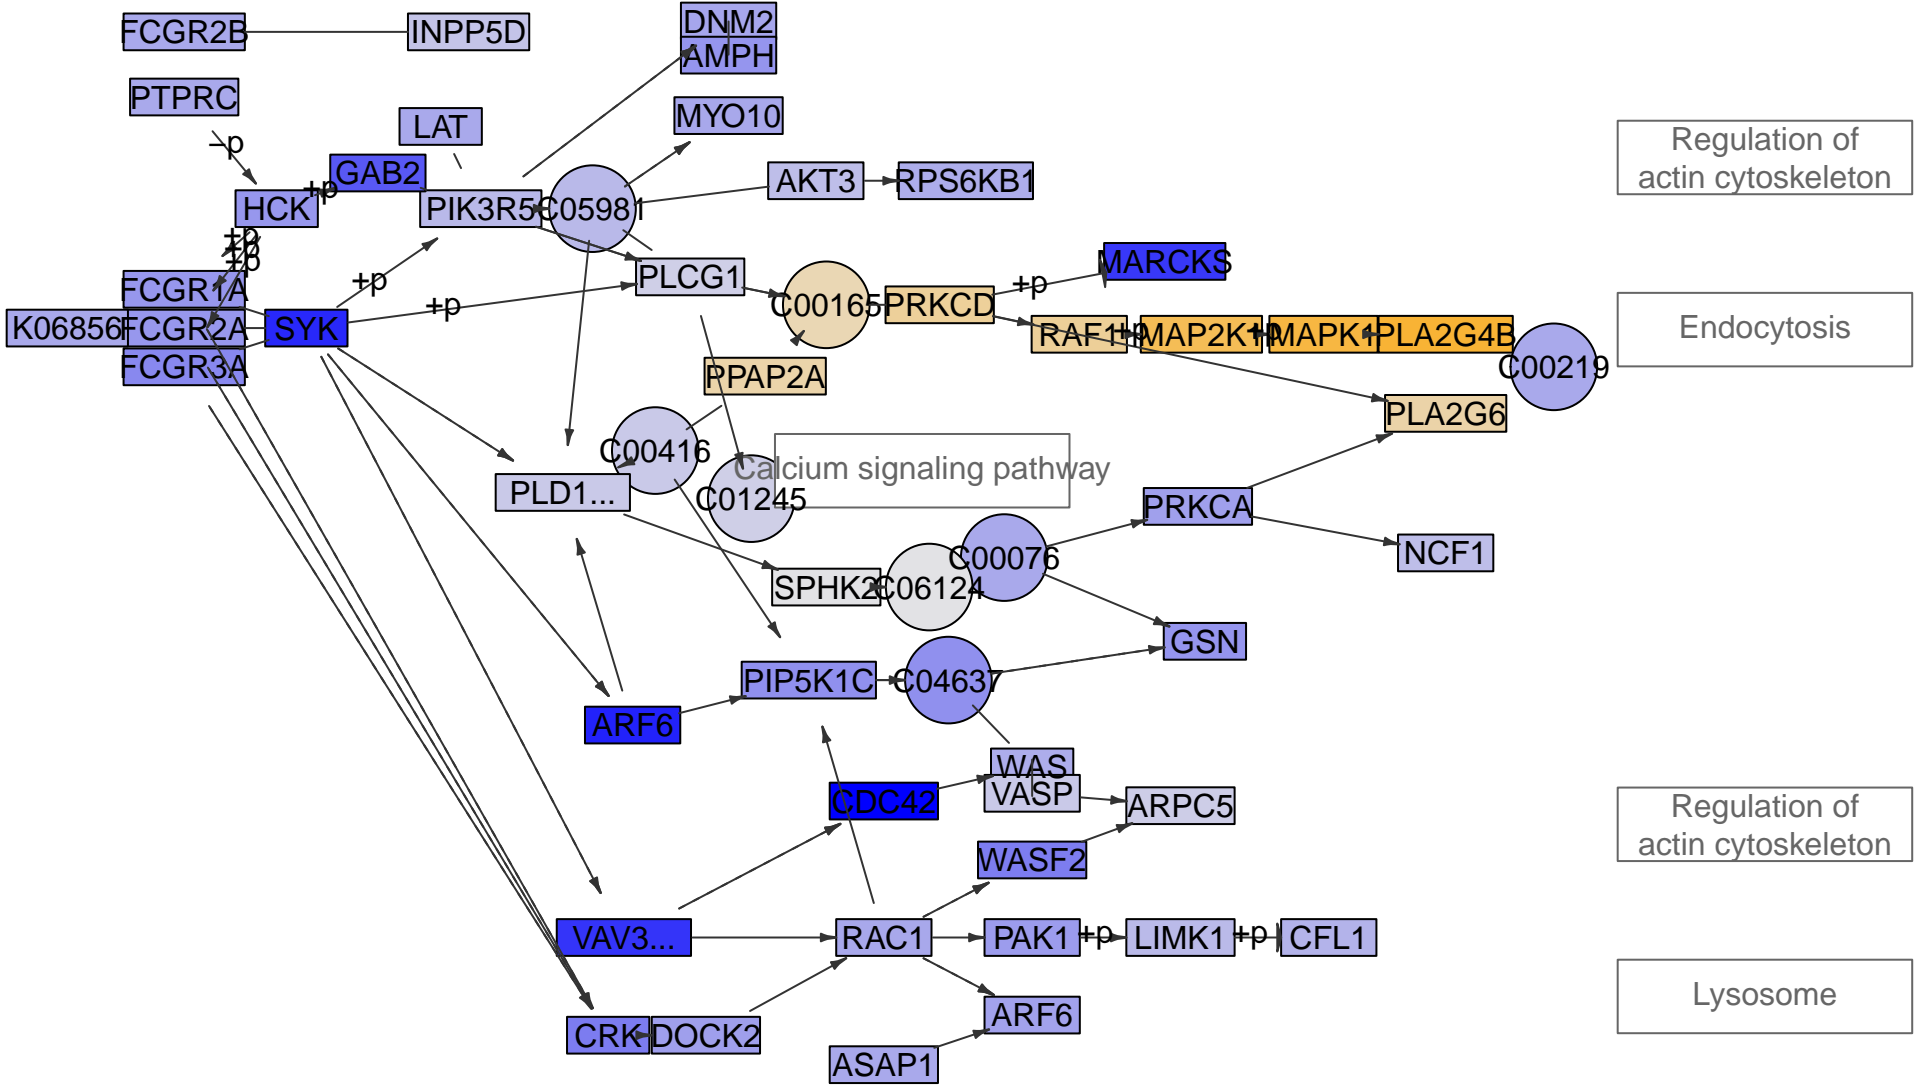 FCGR2B
INPP5D
DNM2
AMPH
PTPRC
LAT
MYO10
Regulation of
actin cytoskeleton
–p
GAB2
+p
AKT3
RPS6KB1
HCK
PIK3R5
C05981
+p
+p
+p
MARCKS
PLCG1
+p
FCGR1A
+p
+p
C00165
PRKCD
K06856
FCGR2A
SYK
RAF1
+p
MAP2K1
+p
MAPK1
PLA2G4B
Endocytosis
FCGR3A
PPAP2A
C00219
PLA2G6
C00416
Calcium signaling pathway
PLD1...
C01245
PRKCA
NCF1
C00076
SPHK2
C06124
GSN
PIP5K1C
C04637
ARF6
WAS
VASP
CDC42
ARPC5
Regulation of
actin cytoskeleton
WASF2
VAV3...
RAC1
PAK1
+p
LIMK1
+p
CFL1
Lysosome
ARF6
CRK
DOCK2
ASAP1